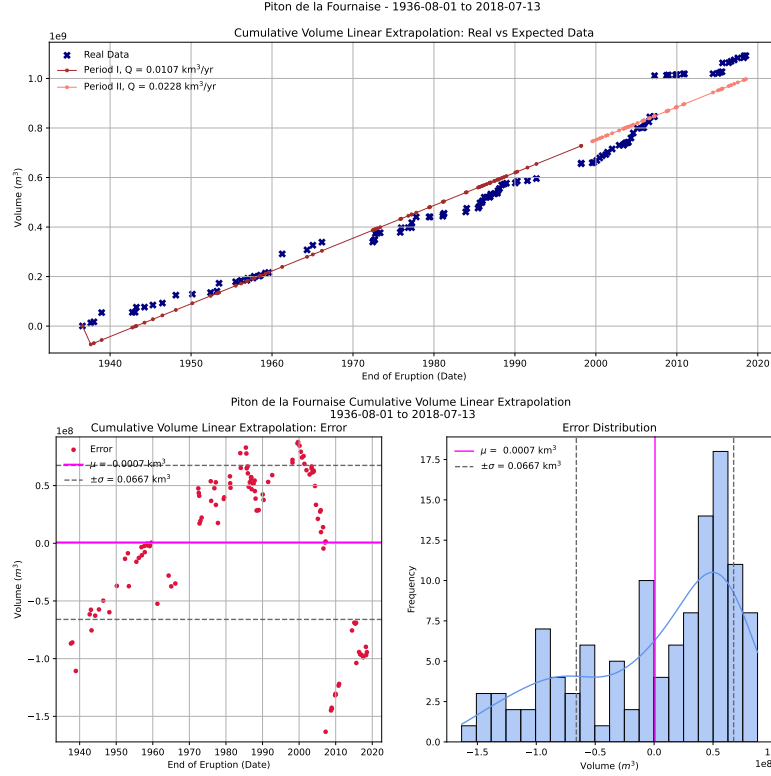 Piton de la Fournaise - 1936-08-01 to 2018-07-13
Cumulative Volume Linear Extrapolation: Real vs Expected Data
1e9
Real Data
Period I, Q = 0.0107 km³/yr
Period II, Q = 0.0228 km³/yr
1.0
0.8
0.6
0.4
0.2
0.0
Volume (m³)
1940 1950 1960 1970 1980 1990 2000 2010 2020
End of Eruption (Date)
Piton de la Fournaise Cumulative Volume Linear Extrapolation
1936-08-01 to 2018-07-13
Cumulative Volume Linear Extrapolation: Error
1e8
Error
μ = 0.0007 km³
±σ = 0.0667 km³
0.5
0.0
−0.5
−1.0
−1.5
Volume (m³)
1940 1950 1960 1970 1980 1990 2000 2010 2020
End of Eruption (Date)
Error Distribution
μ = 0.0007 km³
±σ = 0.0667 km³
17.5
15.0
12.5
10.0
7.5
5.0
2.5
0.0
Frequency
−1.5 −1.0 −0.5 0.0 0.5
1e8
Volume (m³)